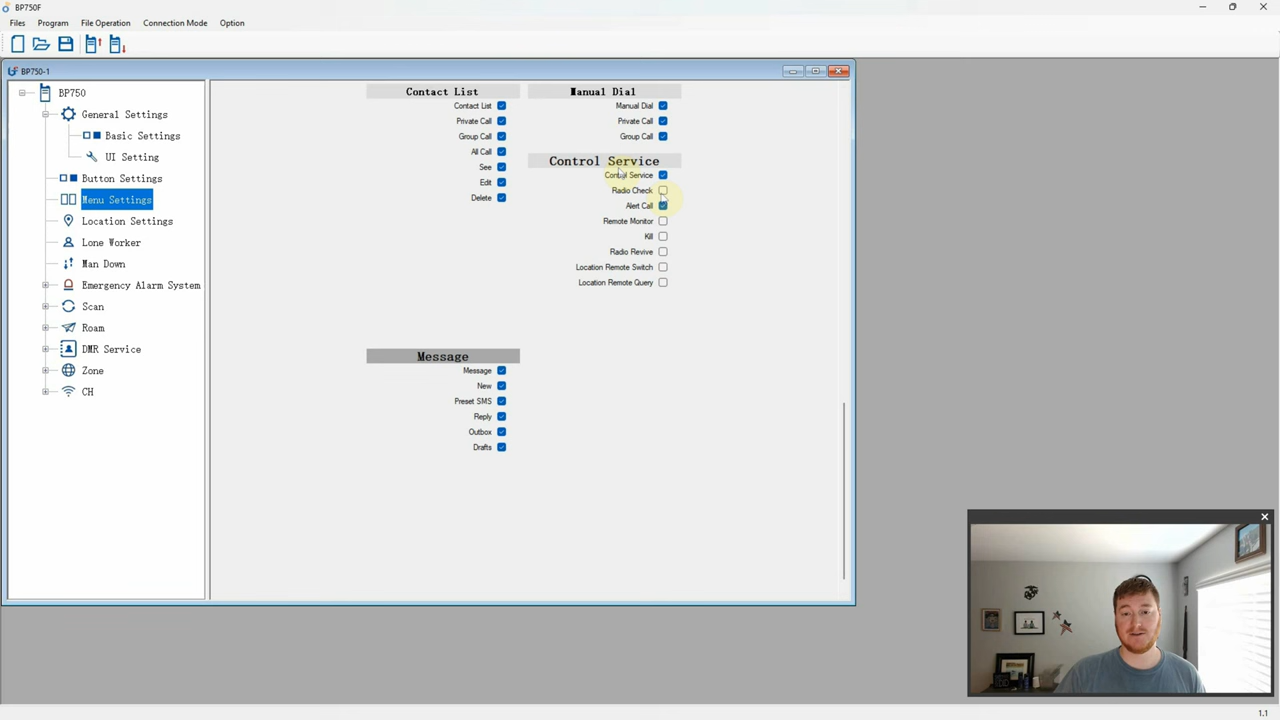 BP750F
Files Program File Operation Connection Mode Option
BP750-1
BP750
General Settings
Basic Settings
UI Setting
Button Settings
Menu Settings
Location Settings
Lone Worker
Man Down
Emergency Alarm System
Scan
Roam
DMR Service
Zone
CH
Contact List
Contact List
Private Call
Group Call
All Call
See
Edit
Delete
Manual Dial
Manual Dial
Private Call
Group Call
Control Service
Control Service
Radio Check
Alert Call
Remote Monitor
Kill
Radio Revive
Location Remote Switch
Location Remote Query
Message
Message
New
Preset SMS
Reply
Outbox
Drafts
1.1